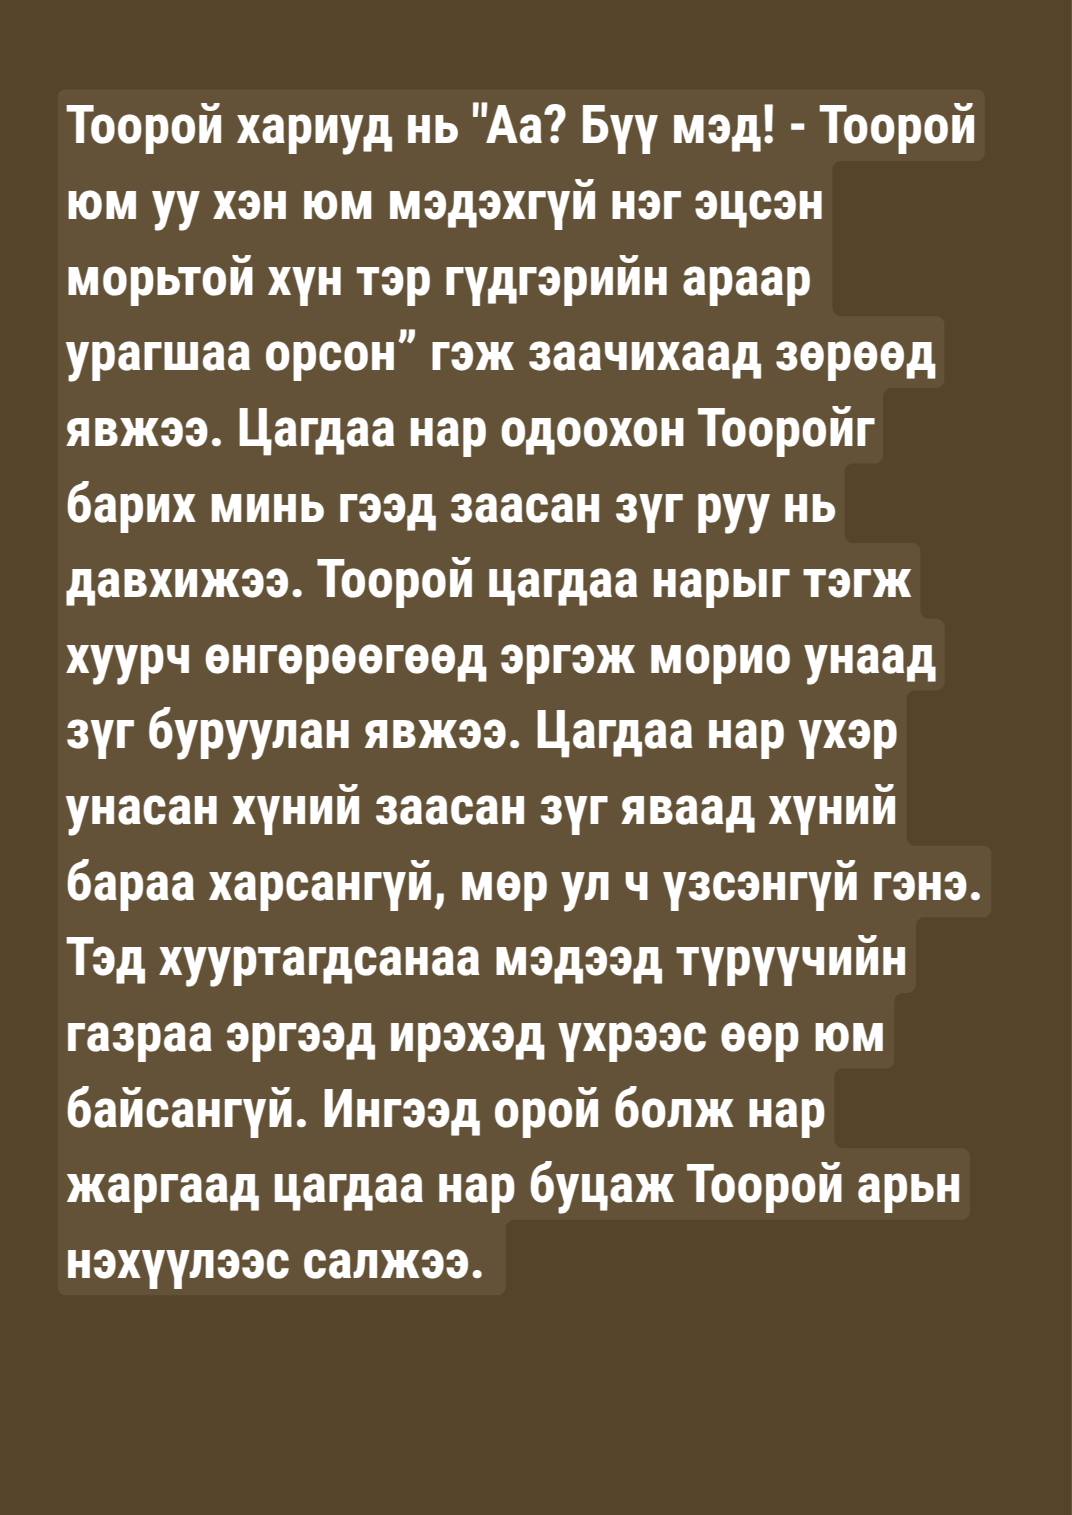 Тоорой хариуд нь "Аа? Бүү мэд! - Тоорой
юм уу хэн юм мэдэхгүй нэг эцсэн
морьтой хүн тэр гүдгэрийн араар
урагшаа орсон” гэж заачихаад зөрөөд
явжээ. Цагдаа нар одоохон Тооройг
барих минь гээд заасан зүг руу нь
давхижээ. Тоорой цагдаа нарыг тэгж
хуурч өнгөрөөгөөд эргэж морио унаад
зүг буруулан явжээ. Цагдаа нар үхэр
унасан хүний заасан зүг яваад хүний
бараа харсангүй, мөр ул ч үзсэнгүй гэнэ.
Тэд хууртагдсанаа мэдээд түрүүчийн
газраа эргээд ирэхэд үхрээс өөр юм
байсангүй. Ингээд орой болж нар
жаргаад цагдаа нар буцаж Тоорой арьн
нэхүүлээс салжээ.